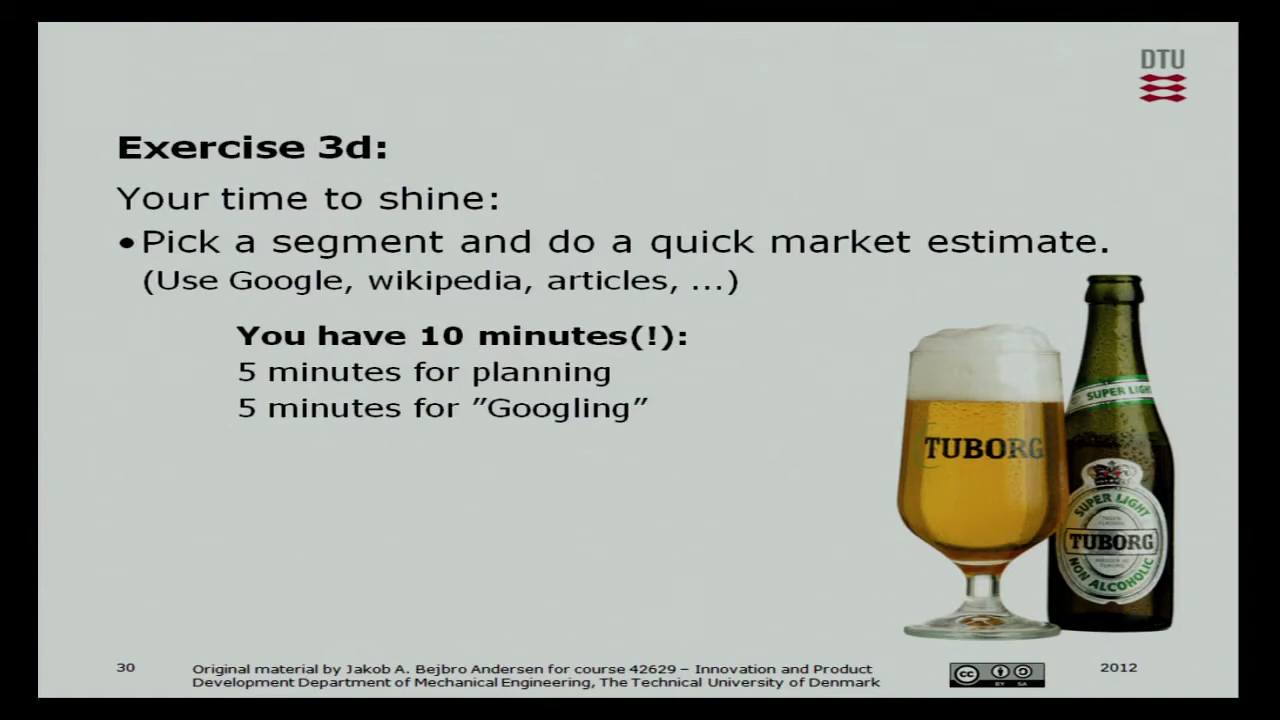 DTU
Exercise 3d:
Your time to shine:
•Pick a segment and do a quick market estimate.
(Use Google, wikipedia, articles, ...)
You have 10 minutes(!):
5 minutes for planning
5 minutes for ”Googling”
TUBORG
SUPER LIGHT
SUPER LIGHT
TUBORG
NON ALCOHOLIC
30
Original material by Jakob A. Bejbro Andersen for course 42629 – Innovation and Product
Development Department of Mechanical Engineering, The Technical University of Denmark
cc
BY SA
2012